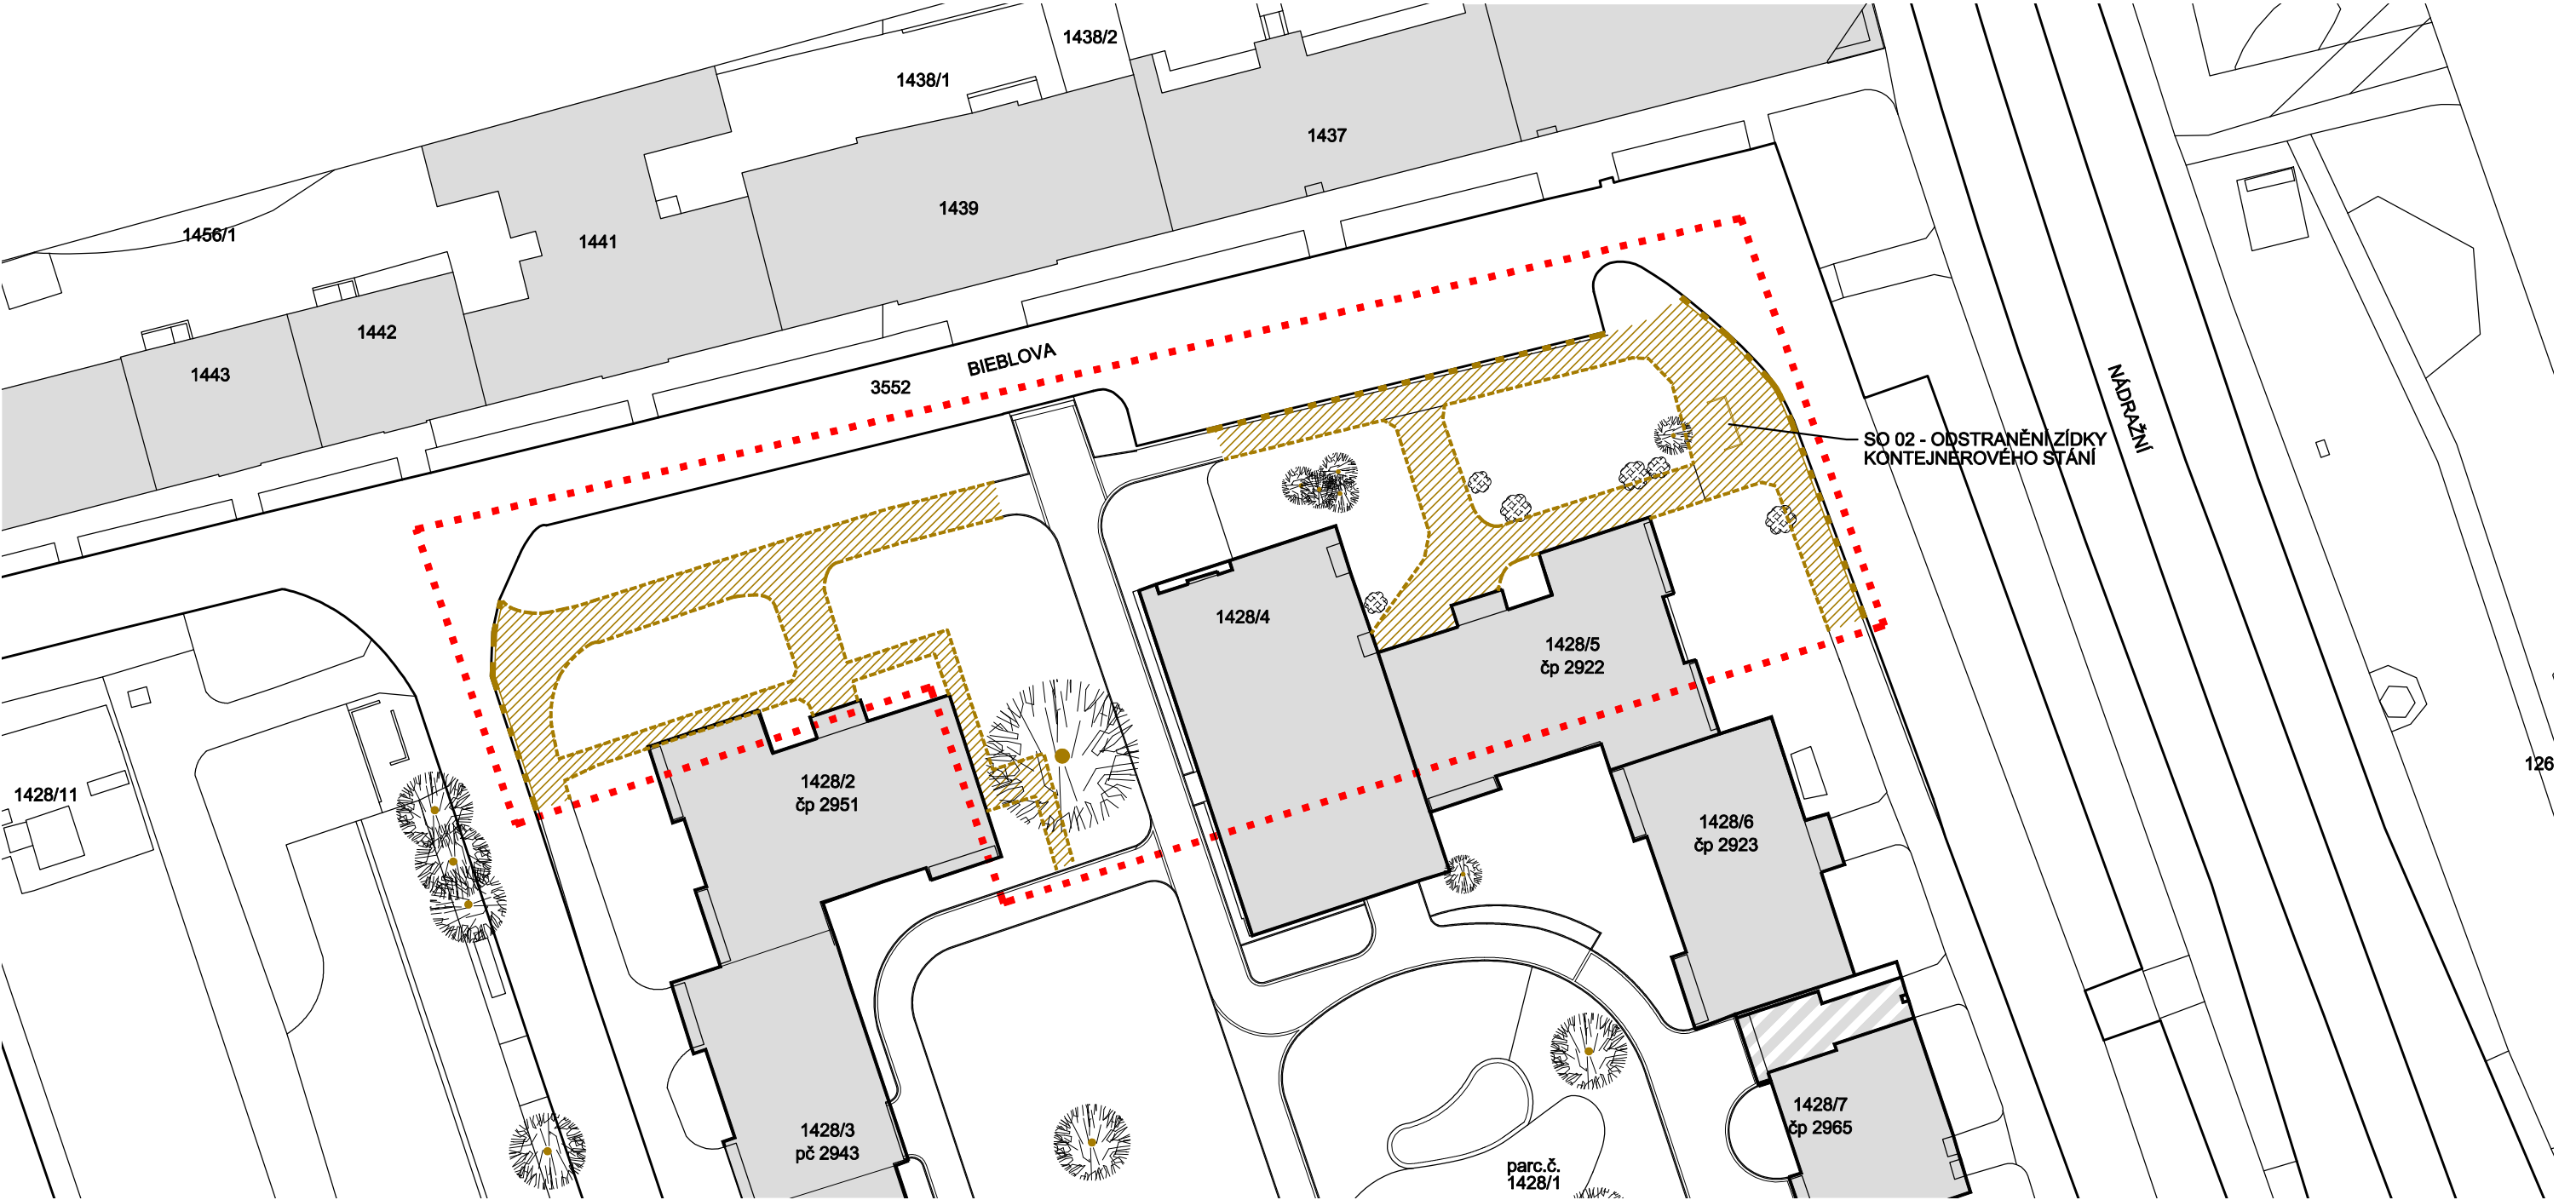 1438/2
1438/1
1437
1439
1456/1
1441
1442
1443
BIEBLOVA
3552
NÁDRAŽNÍ
SO 02 - ODSTRANĚNÍ ZÍDKY
KONTEJNEROVÉHO STÁNÍ
1428/4
1428/5
čp 2922
1428/2
čp 2951
1428/11
126
1428/6
čp 2923
1428/7
čp 2965
1428/3
pč 2943
parc.č.
1428/1